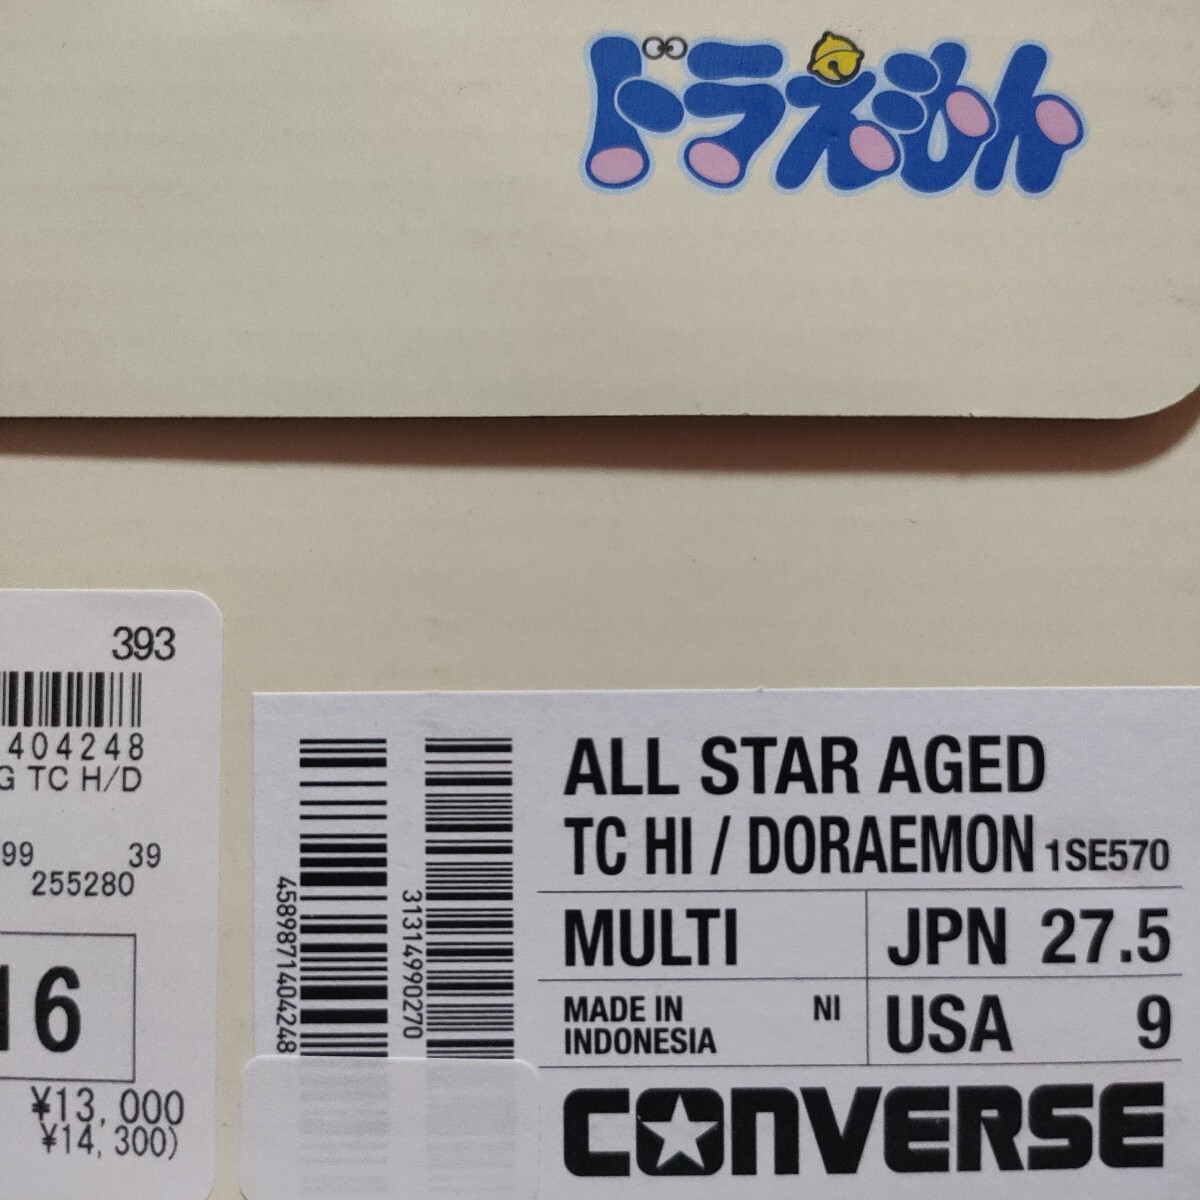 ドラえもん
393
404248
G TC H/D
99 39
255280
16
¥13,000
¥14,300)
4589871404248
31314990270
ALL STAR AGED
TC HI / DORAEMON 1SE570
MULTI
JPN 27.5
MADE IN
INDONESIA
NI
USA 9
CONVERSE